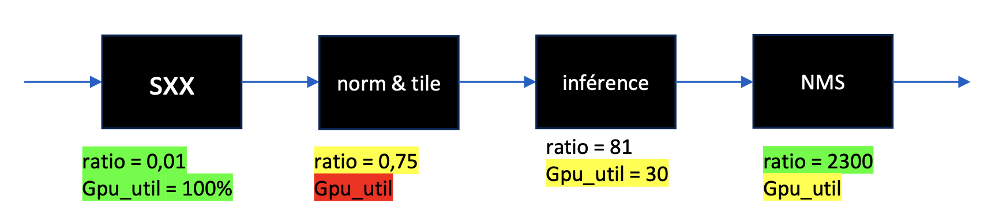 SXX
norm & tile
inférence
NMS
ratio = 0,01
Gpu_util = 100%
ratio = 0,75
Gpu_util
ratio = 81
Gpu_util = 30
ratio = 2300
Gpu_util